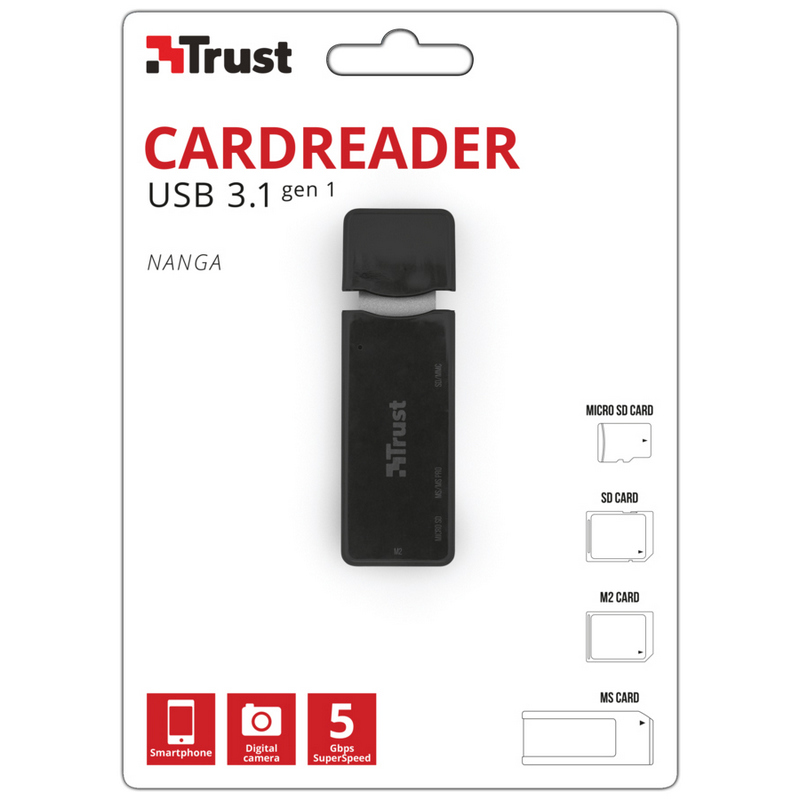 Trust
CARDREADER
USB 3.1 gen 1
NANGA
SD/MMC
Trust
MS/MS PRO
MICRO SD
M2
MICRO SD CARD
SD CARD
M2 CARD
MS CARD
Smartphone
Digital
camera
5
Gbps
SuperSpeed